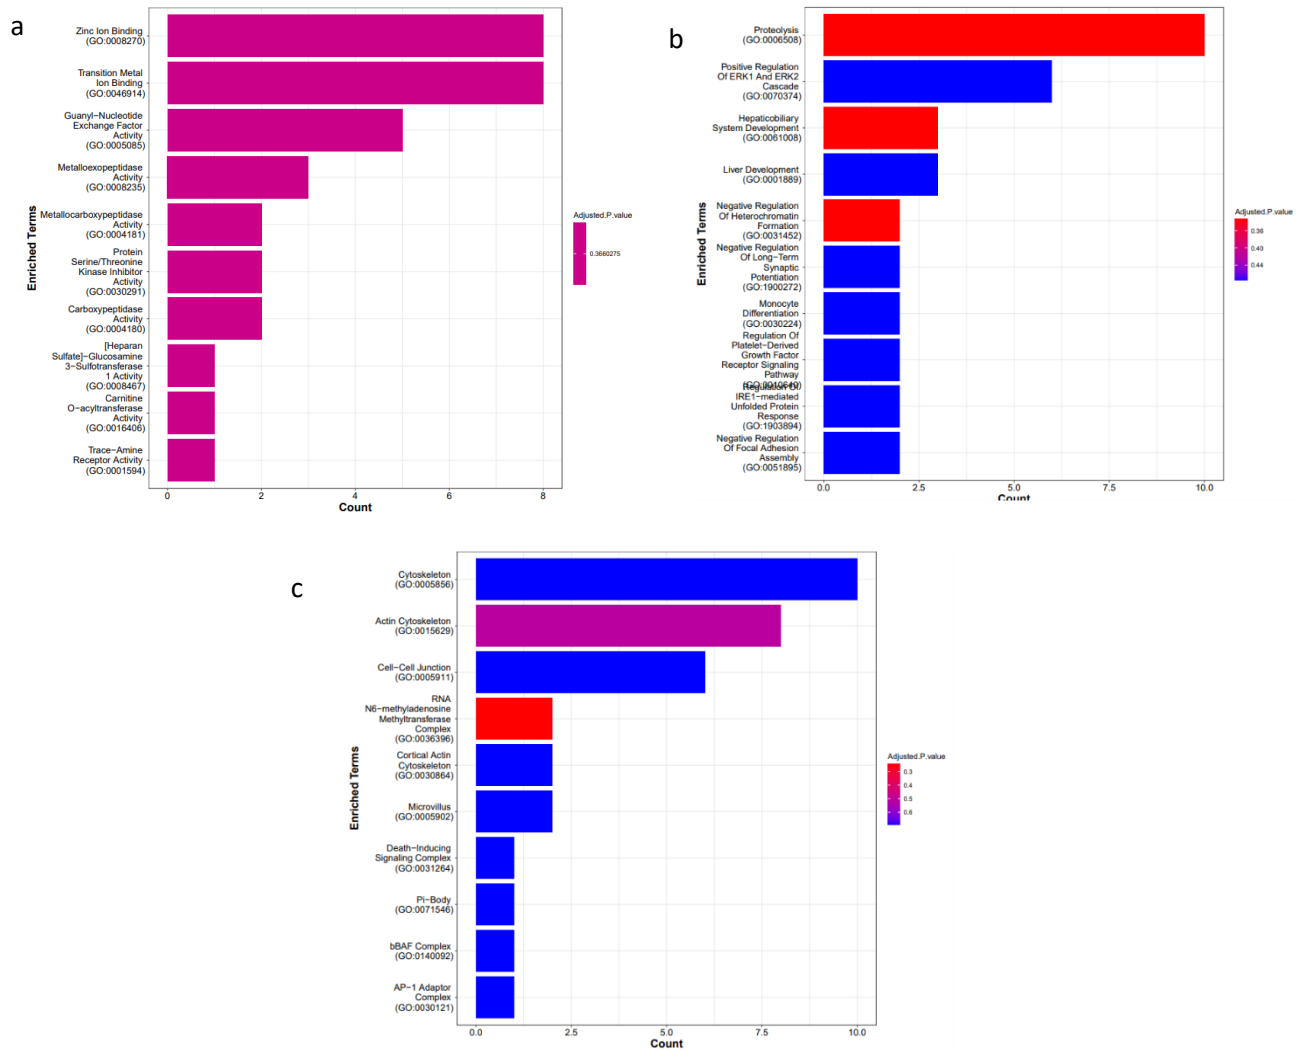 a
Zinc Ion Binding
(GO:0008270)
Transition Metal
Ion Binding
(GO:0046914)
Guanyl−Nucleotide
Exchange Factor
Activity
(GO:0005085)
Metalloexopeptidase
Activity
(GO:0008235)
Metallocarboxypeptidase
Activity
(GO:0004181)
Protein
Serine/Threonine
Kinase Inhibitor
Activity
(GO:0030291)
Carboxypeptidase
Activity
(GO:0004180)
[Heparan
Sulfate]−Glucosamine
3−Sulfotransferase
1 Activity
(GO:0008467)
Carnitine
O−acyltransferase
Activity
(GO:0016406)
Trace−Amine
Receptor Activity
(GO:0001594)
Enriched Terms
0 2 4 6 8
Count
Adjusted.P.value
0.3660275
b
Proteolysis
(GO:0006508)
Positive Regulation
Of ERK1 And ERK2
Cascade
(GO:0070374)
Hepaticobiliary
System Development
(GO:0061008)
Liver Development
(GO:0001889)
Negative Regulation
Of Heterochromatin
Formation
(GO:0031452)
Negative Regulation
Of Long−Term
Synaptic
Potentiation
(GO:1900272)
Monocyte
Differentiation
(GO:0030224)
Regulation Of
Platelet−Derived
Growth Factor
Receptor Signaling
Pathway
(GO:0010640)
Regulation Of
IRE1−mediated
Unfolded Protein
Response
(GO:1903894)
Negative Regulation
Of Focal Adhesion
Assembly
(GO:0051895)
Enriched Terms
0.0 2.5 5.0 7.5 10.0
Count
Adjusted.P.value
0.36
0.40
0.44
c
Cytoskeleton
(GO:0005856)
Actin Cytoskeleton
(GO:0015629)
Cell−Cell Junction
(GO:0005911)
RNA
N6−methyladenosine
Methyltransferase
Complex
(GO:0036396)
Cortical Actin
Cytoskeleton
(GO:0030864)
Microvillus
(GO:0005902)
Death−Inducing
Signaling Complex
(GO:0031264)
Pi−Body
(GO:0071546)
bBAF Complex
(GO:0140092)
AP−1 Adaptor
Complex
(GO:0030121)
Enriched Terms
0.0 2.5 5.0 7.5 10.0
Count
Adjusted.P.value
0.3
0.4
0.5
0.6